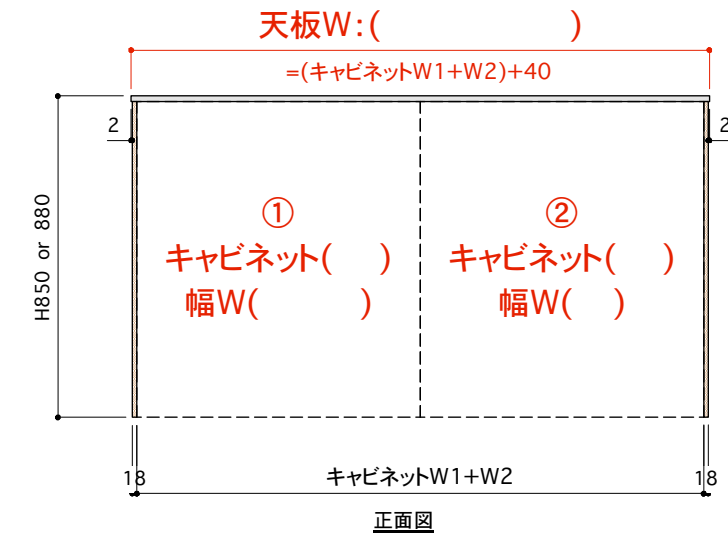 天板W:(　　　　　　)
=(キャビネットW1+W2)+40
2
2
H850 or 880
①
キャビネット(　)
幅W(　　　)
②
キャビネット(　)
幅W(　)
18
キャビネットW1+W2
18
正面図